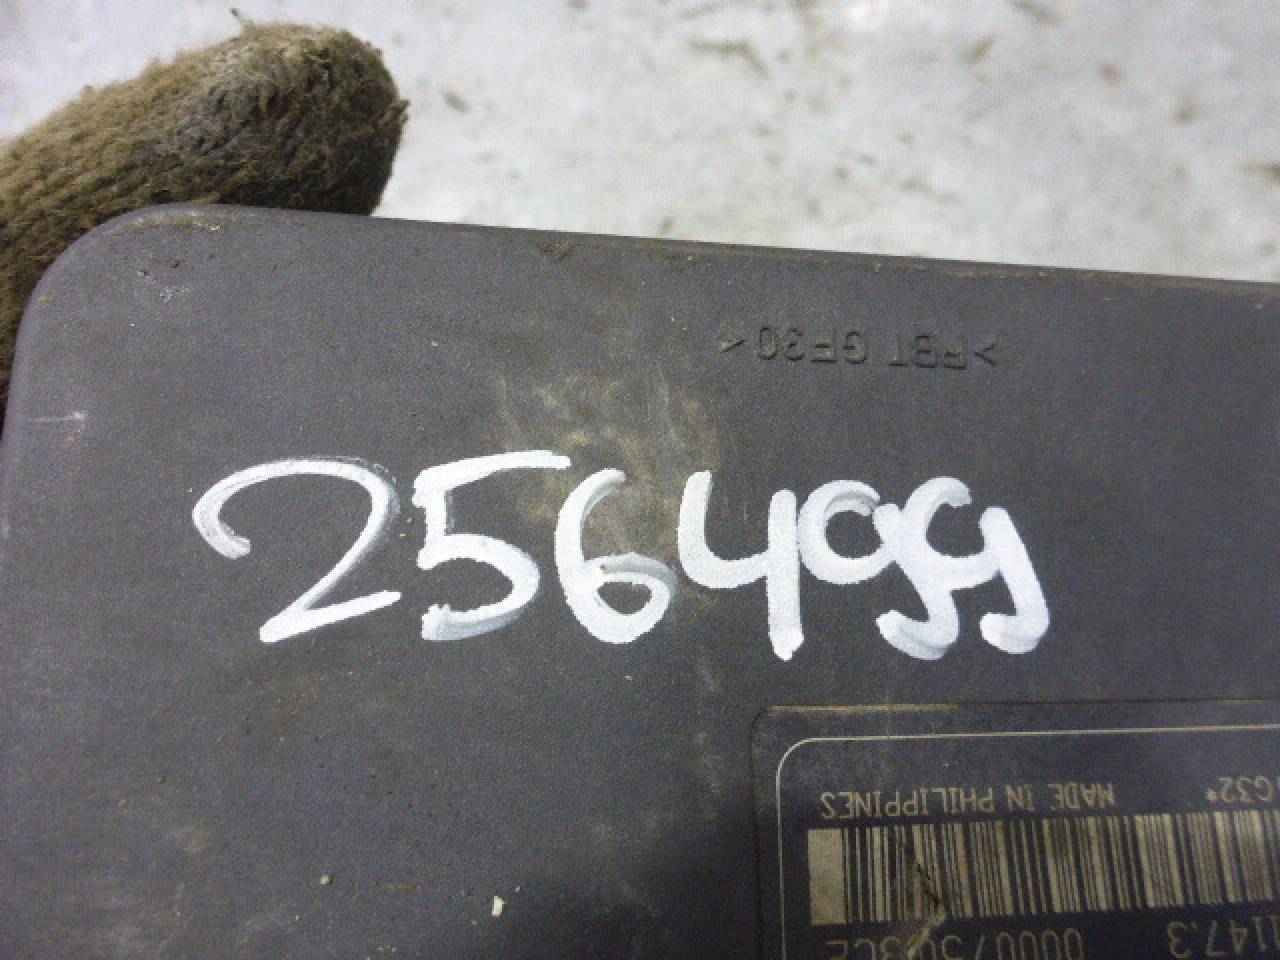 >PBT GF30<
256499
MADE IN PHILIPPINES